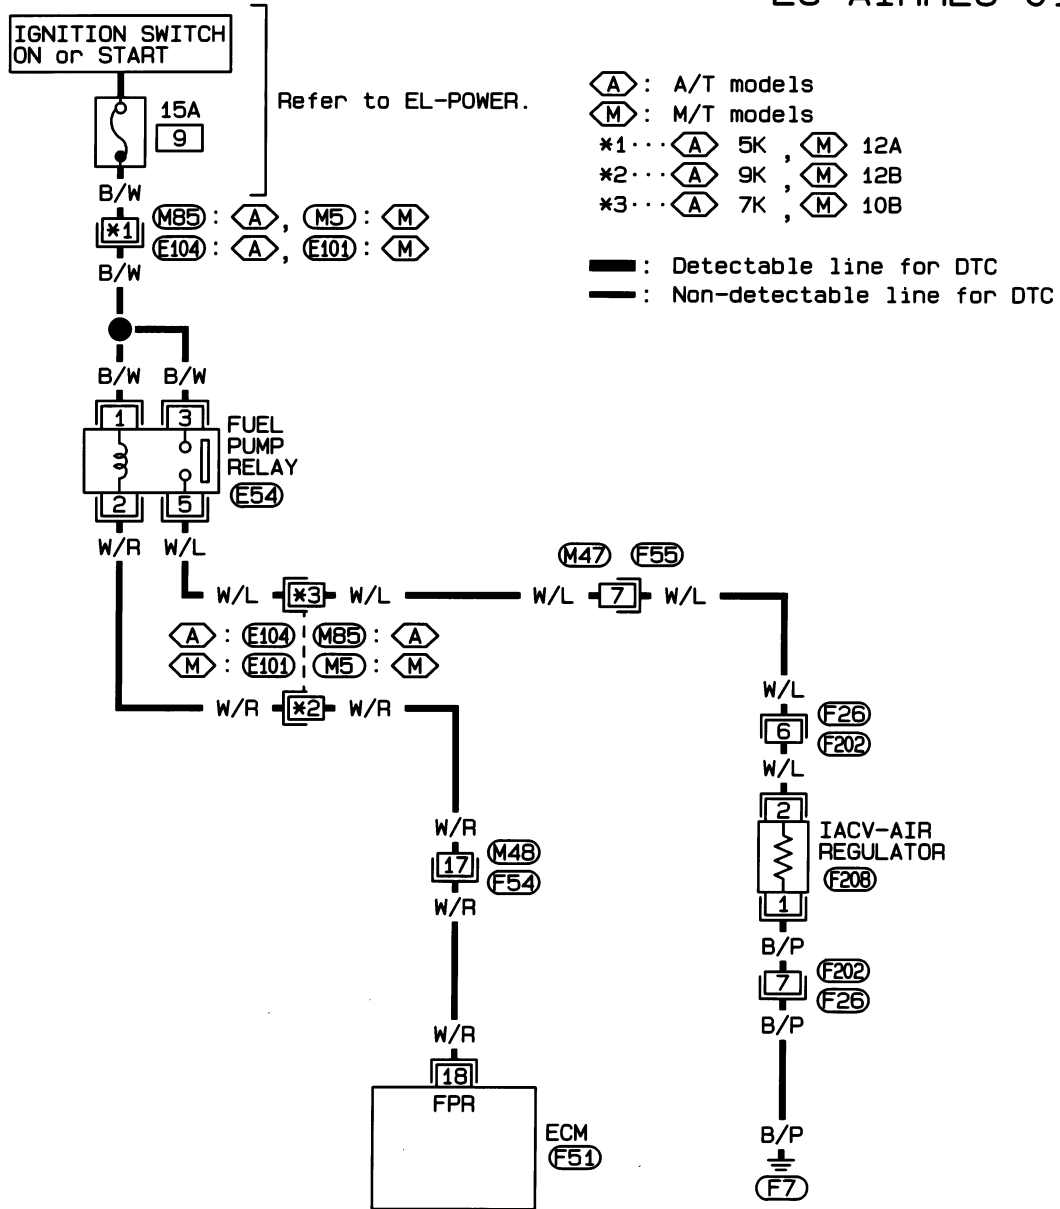 IGNITION SWITCH
ON or START
Refer to EL-POWER.
15A
9
B/W
*1
M85 : A , M5 : M
E104 : A , E101 : M
B/W
A : A/T models
M : M/T models
*1··· A 5K , M 12A
*2··· A 9K , M 12B
*3··· A 7K , M 10B
: Detectable line for DTC
: Non-detectable line for DTC
B/W B/W
1 3
FUEL
PUMP
RELAY
E54
2 5
W/R W/L
W/L *3 W/L
M47 F55
W/L 7 W/L
A : E104 M85 : A
M : E101 M5 : M
W/R *2 W/R
W/L
6
F26
F202
W/L
2
IACV-AIR
REGULATOR
F208
1
B/P
7
F202
F26
B/P
B/P
F7
W/R
17
M48
F54
W/R
W/R
18
FPR
ECM
F51